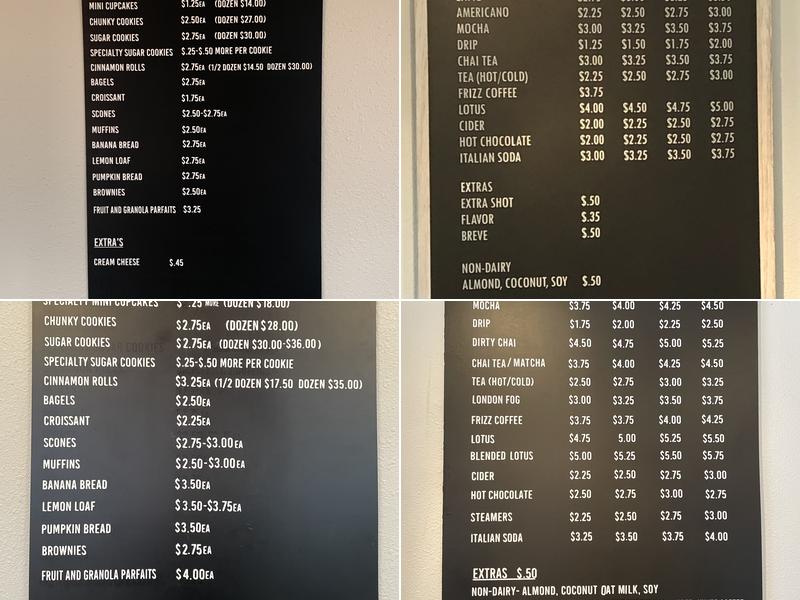 MINI CUPCAKES $1.25EA (DOZEN $14.00)
CHUNKY COOKIES $2.50EA (DOZEN $27.00)
SUGAR COOKIES $2.75EA (DOZEN $30.00)
SPECIALTY SUGAR COOKIES $.25-$.50 MORE PER COOKIE
CINNAMON ROLLS $2.75EA (1/2 DOZEN $14.50 DOZEN $30.00)
BAGELS $2.75EA
CROISSANT $1.75EA
SCONES $2.50-$2.75EA
MUFFINS $2.50EA
BANANA BREAD $2.75EA
LEMON LOAF $2.75EA
PUMPKIN BREAD $2.75EA
BROWNIES $2.50EA
FRUIT AND GRANOLA PARFAITS $3.25
EXTRA'S
CREAM CHEESE $.45
AMERICANO $2.25 $2.50 $2.75 $3.00
MOCHA $3.00 $3.25 $3.50 $3.75
DRIP $1.25 $1.50 $1.75 $2.00
CHAI TEA $3.00 $3.25 $3.50 $3.75
TEA (HOT/COLD) $2.25 $2.50 $2.75 $3.00
FRIZZ COFFEE $3.75
LOTUS $4.00 $4.50 $4.75 $5.00
CIDER $2.00 $2.25 $2.50 $2.75
HOT CHOCOLATE $2.00 $2.25 $2.50 $2.75
ITALIAN SODA $3.00 $3.25 $3.50 $3.75
EXTRAS
EXTRA SHOT $.50
FLAVOR $.35
BREVE $.50
NON-DAIRY
ALMOND, COCONUT, SOY $.50
SPECIALTY MINI CUPCAKES $ .25 MORE (DOZEN $18.00)
CHUNKY COOKIES $2.75EA (DOZEN $28.00)
SUGAR COOKIES $2.75EA (DOZEN $30.00-$36.00)
SPECIALTY SUGAR COOKIES $.25-$.50 MORE PER COOKIE
CINNAMON ROLLS $3.25EA (1/2 DOZEN $17.50 DOZEN $35.00)
BAGELS $2.50EA
CROISSANT $2.25EA
SCONES $2.75-$3.00EA
MUFFINS $2.50-$3.00EA
BANANA BREAD $3.50EA
LEMON LOAF $3.50-$3.75EA
PUMPKIN BREAD $3.50EA
BROWNIES $2.75EA
FRUIT AND GRANOLA PARFAITS $4.00EA
MOCHA $3.75 $4.00 $4.25 $4.50
DRIP $1.75 $2.00 $2.25 $2.50
DIRTY CHAI $4.50 $4.75 $5.00 $5.25
CHAI TEA/ MATCHA $3.75 $4.00 $4.25 $4.50
TEA (HOT/COLD) $2.50 $2.75 $3.00 $3.25
LONDON FOG $3.00 $3.25 $3.50 $3.75
FRIZZ COFFEE $3.75 $3.75 $4.00 $4.25
LOTUS $4.75 5.00 $5.25 $5.50
BLENDED LOTUS $5.00 $5.25 $5.50 $5.75
CIDER $2.25 $2.50 $2.75 $3.00
HOT CHOCOLATE $2.50 $2.75 $3.00 $2.75
STEAMERS $2.25 $2.50 $2.75 $3.00
ITALIAN SODA $3.25 $3.50 $3.75 $4.00
EXTRAS $.50
NON-DAIRY- ALMOND, COCONUT OAT MILK, SOY